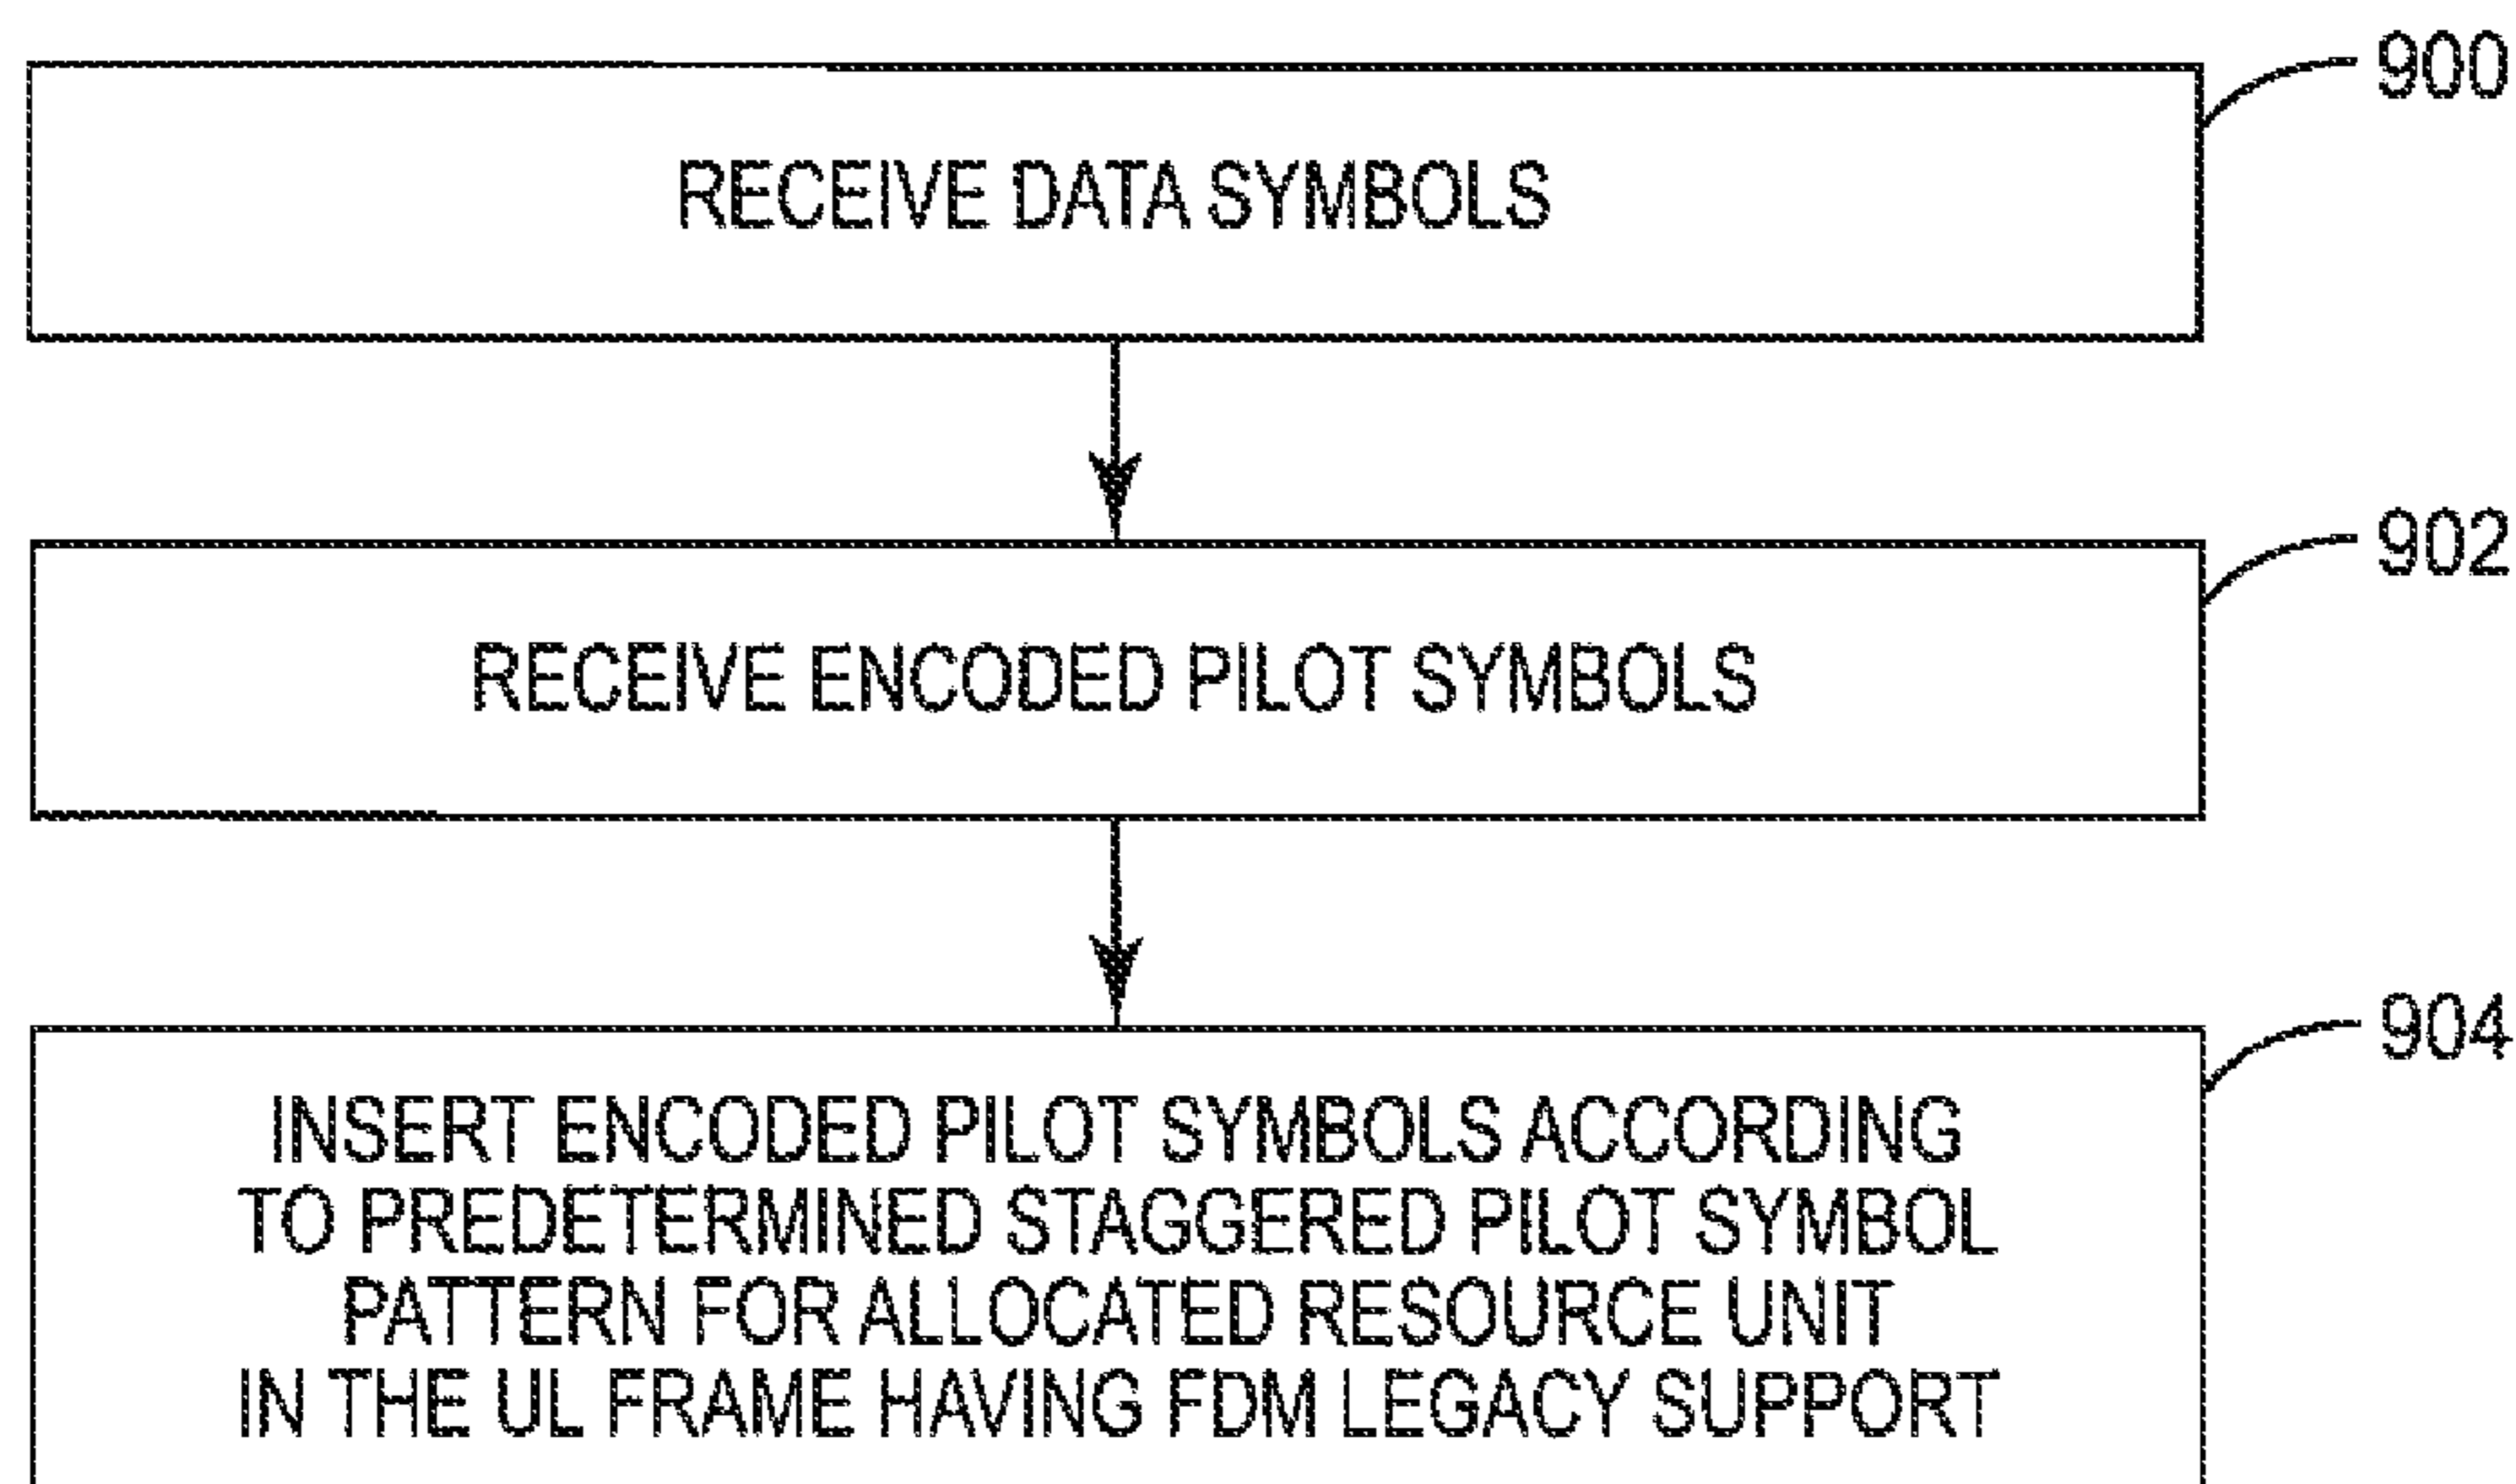 900
RECEIVE DATA SYMBOLS
902
RECEIVE ENCODED PILOT SYMBOLS
904
INSERT ENCODED PILOT SYMBOLS ACCORDING
TO PREDETERMINED STAGGERED PILOT SYMBOL
PATTERN FOR ALLOCATED RESOURCE UNIT
IN THE UL FRAME HAVING FDM LEGACY SUPPORT